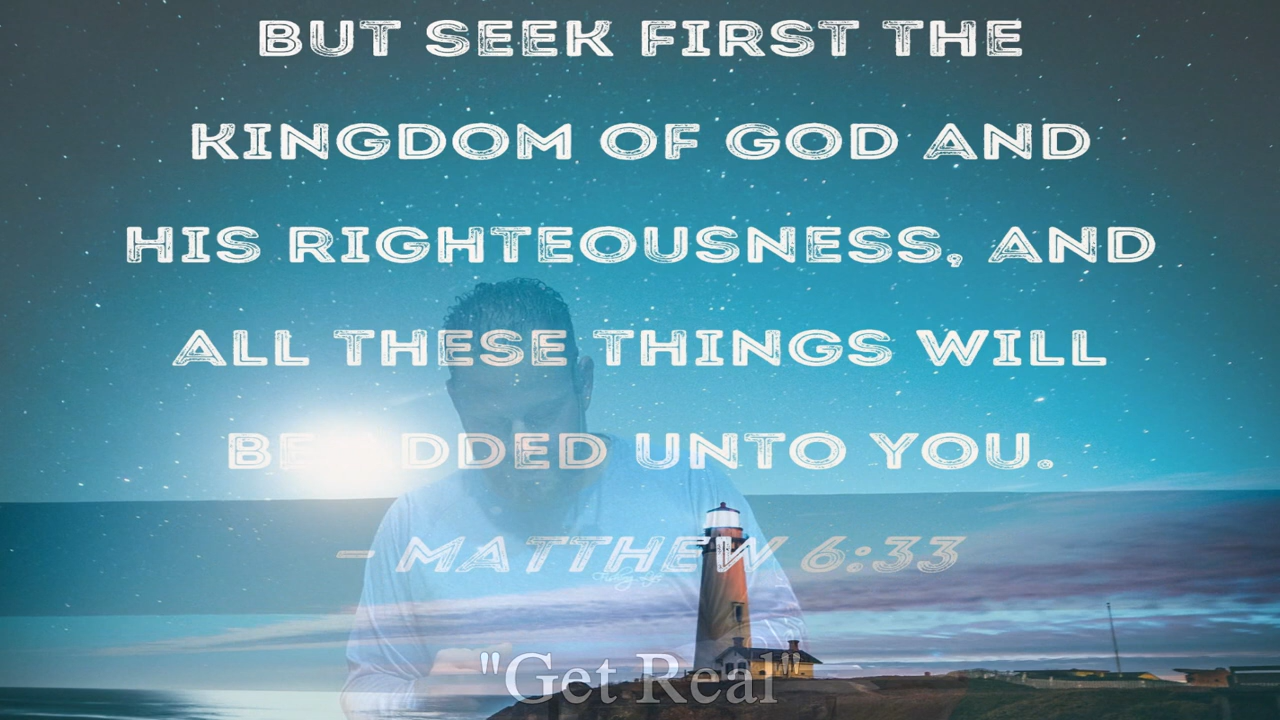 BUT SEEK FIRST THE
KINGDOM OF GOD AND
HIS RIGHTEOUSNESS, AND
ALL THESE THINGS WILL
BE ADDED UNTO YOU.
- MATTHEW 6:33
"Get Real"